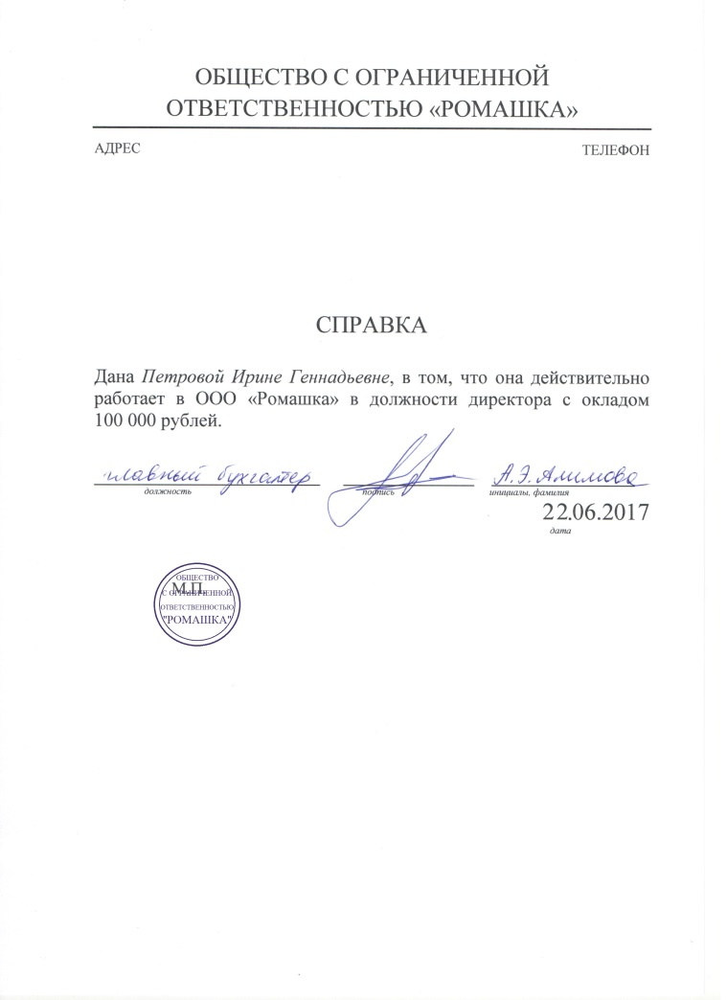 ОБЩЕСТВО С ОГРАНИЧЕННОЙ
ОТВЕТСТВЕННОСТЬЮ «РОМАШКА»
АДРЕС ТЕЛЕФОН
СПРАВКА
Дана Петровой Ирине Геннадьевне, в том, что она действительно
работает в ООО «Ромашка» в должности директора с окладом
100 000 рублей.
главный бухгалтер А.Э.Алимова
должность подпись инициалы, фамилия
22.06.2017
дата
ОБЩЕСТВО
М.П.
С ОГРАНИЧЕННОЙ
ОТВЕТСТВЕННОСТЬЮ
"РОМАШКА"